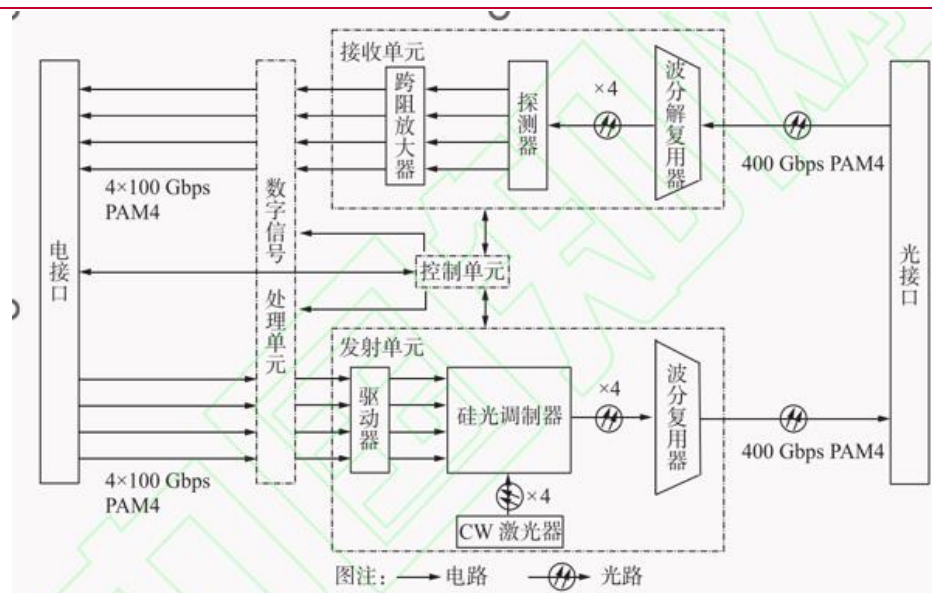 接收单元
跨阻放大器
探测器
×4
波分解复用器
400 Gbps PAM4
4×100 Gbps
PAM4
电接口
数字信号处理单元
控制单元
光接口
发射单元
驱动器
硅光调制器
×4
波分复用器
400 Gbps PAM4
4×100 Gbps
PAM4
×4
CW 激光器
图注： 电路 光路